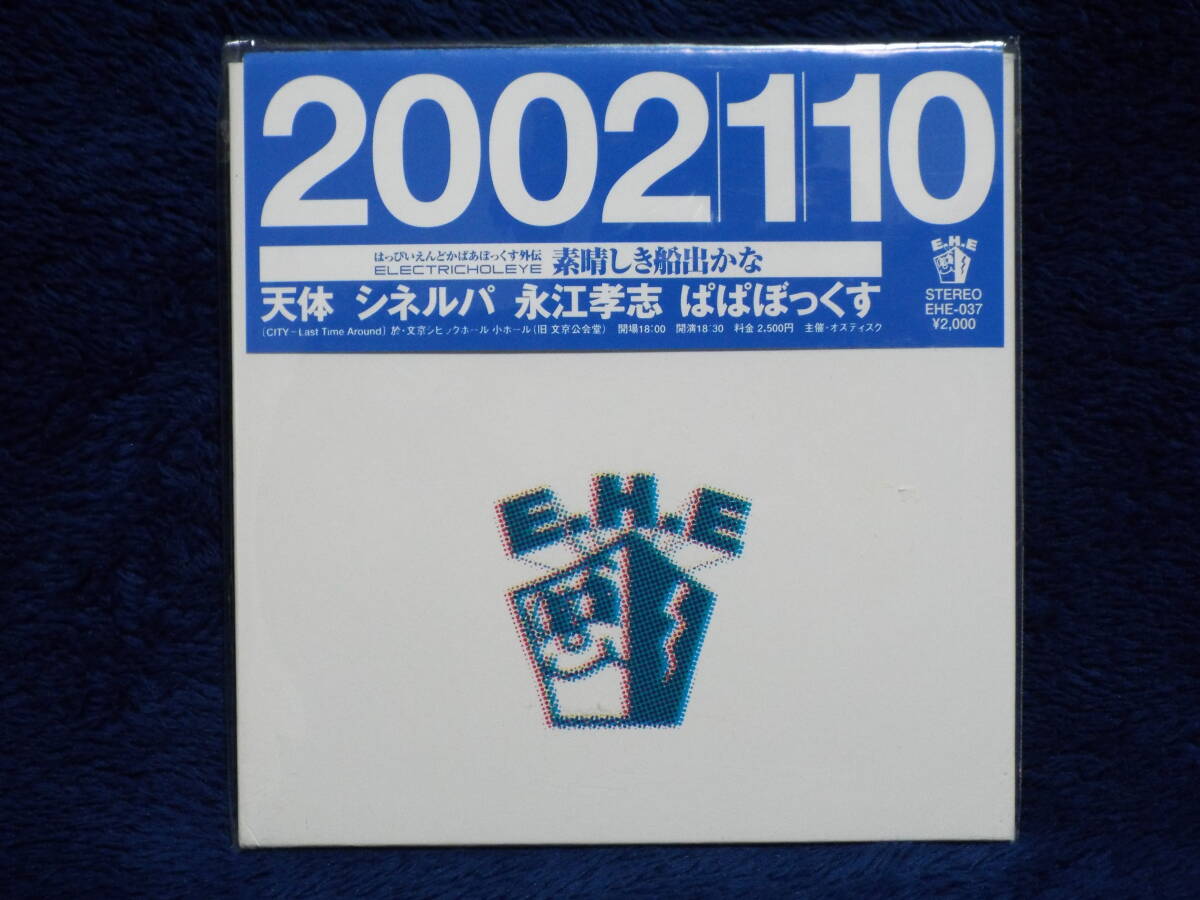 2002|1|10
はっぴいえんどかばあぼっくす外伝
ELECTRICHOLEYE
素晴しき船出かな
天体 シネルパ 永江孝志 ぱぱぼっくす
(CITY-Last Time Around) 於・文京シビックホール 小ホール(旧 文京公会堂) 開場18:00 開演18:30 料金 2,500円 主催・オスディスク
E.H.E
STEREO
EHE-037
¥2,000
E.H.E